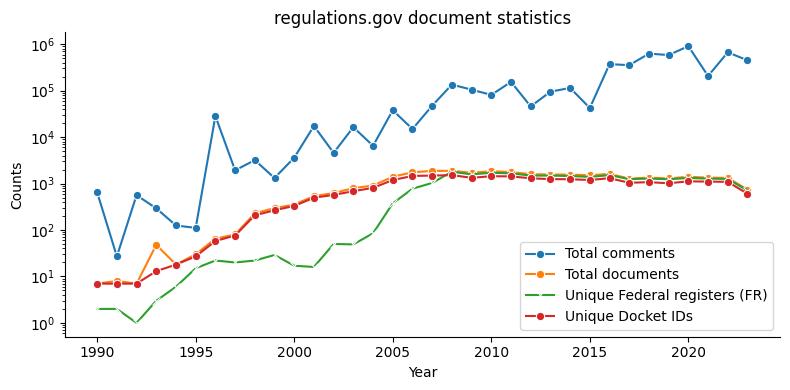 regulations.gov document statistics
Counts
10⁶
10⁵
10⁴
10³
10²
10¹
10⁰
Total comments
Total documents
Unique Federal registers (FR)
Unique Docket IDs
1990 1995 2000 2005 2010 2015 2020
Year